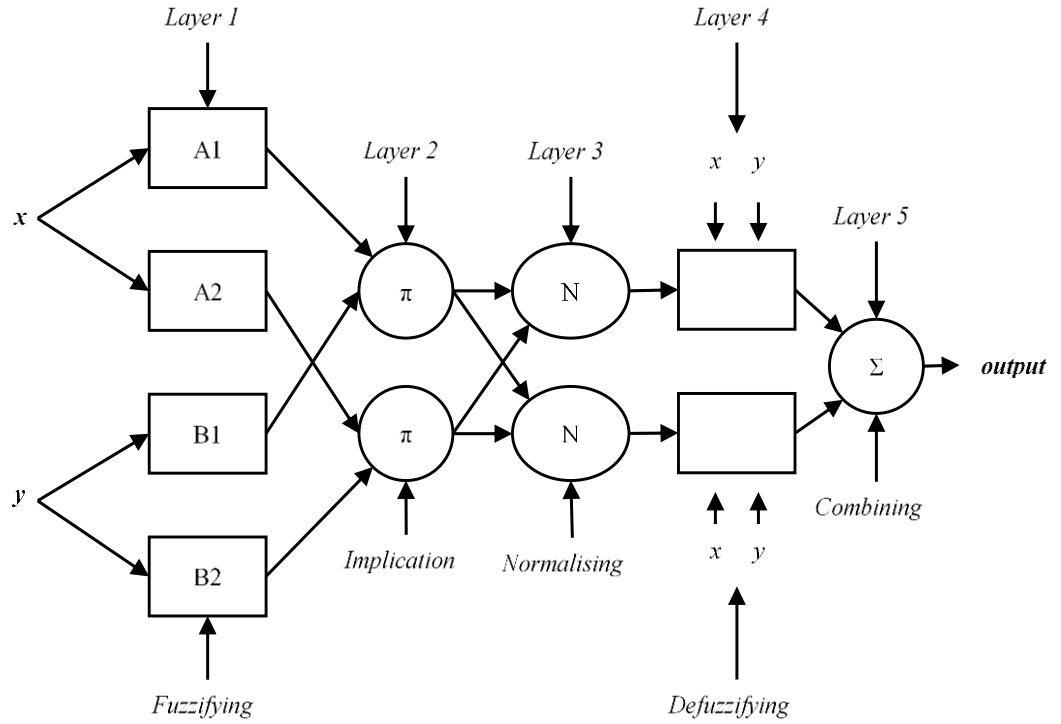 Layer 1
Layer 4
Layer 2
Layer 3
A1
x y
x
Layer 5
A2
π
N
Σ
output
B1
π
N
y
Combining
B2
Implication
Normalising
x y
Fuzzifying
Defuzzifying